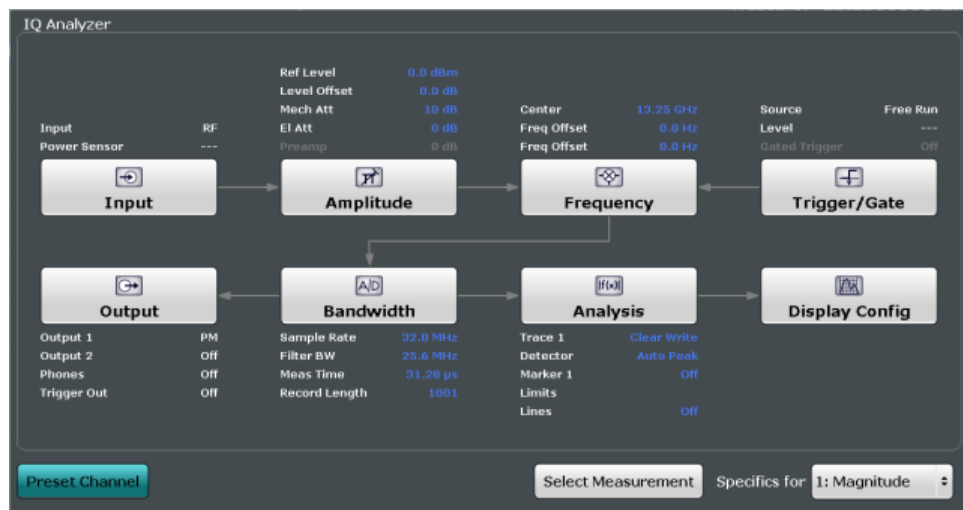 IQ Analyzer
Ref Level 0.0 dBm
Level Offset 0.0 dB
Mech Att 10 dB
El Att 0 dB
Preamp 0 dB
Input RF
Power Sensor ---
Center 13.25 GHz
Freq Offset 0.0 Hz
Freq Offset 0.0 Hz
Source Free Run
Level ---
Gated Trigger Off
Input
Amplitude
Frequency
Trigger/Gate
A/D
If(x)
Output
Bandwidth
Analysis
Display Config
Output 1 PM
Output 2 Off
Phones Off
Trigger Out Off
Sample Rate 32.0 MHz
Filter BW 25.6 MHz
Meas Time 31.28 µs
Record Length 1001
Trace 1 Clear Write
Detector Auto Peak
Marker 1 Off
Limits
Lines Off
Preset Channel
Select Measurement
Specifics for 1: Magnitude